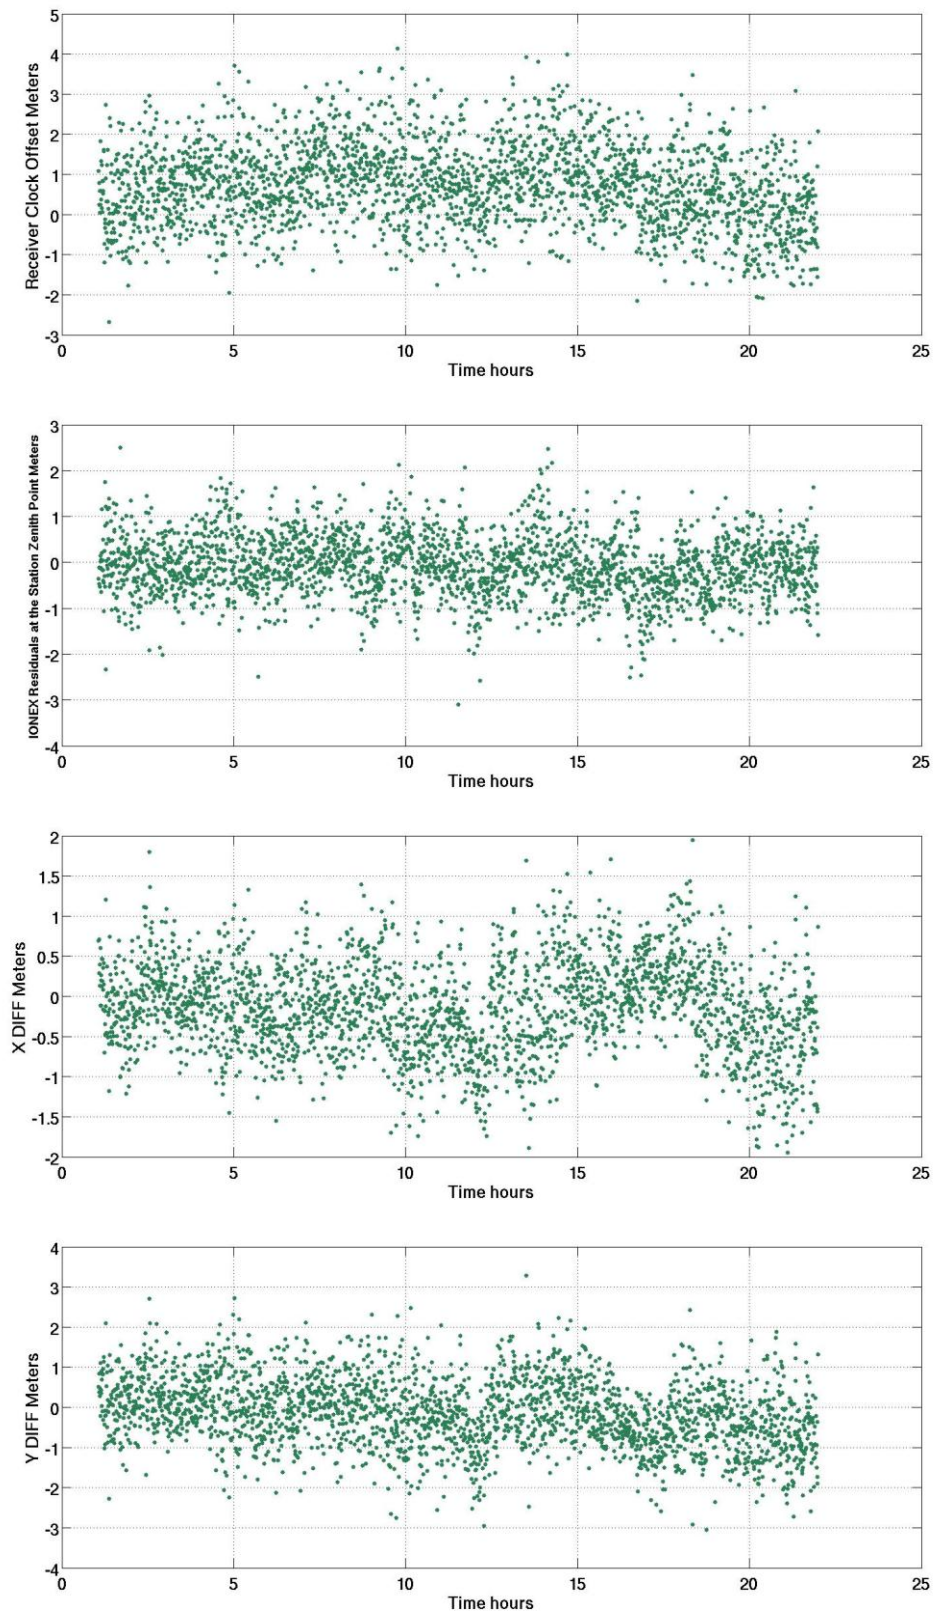 5
4
3
2
1
0
-1
-2
-3
Receiver Clock Offset Meters
0 5 10 15 20 25
Time hours
3
2
1
0
-1
-2
-3
-4
IONEX Residuals at the Station Zenith Point Meters
0 5 10 15 20 25
Time hours
2
1.5
1
0.5
0
-0.5
-1
-1.5
-2
X DIFF Meters
0 5 10 15 20 25
Time hours
4
3
2
1
0
-1
-2
-3
-4
Y DIFF Meters
0 5 10 15 20 25
Time hours